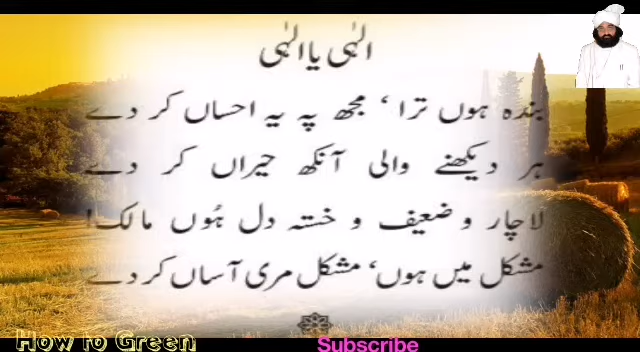 الٰہی یا الٰہی
بندہ ہوں ترا ، مجھ پہ یہ احساں کر دے
ہر دیکھنے والی آنکھ حیراں کر دے
لاچار و ضعیف و خستہ دل ہُوں مالک!
مشکل میں ہوں، مشکل مری آساں کر دے
How to Green
Subscribe